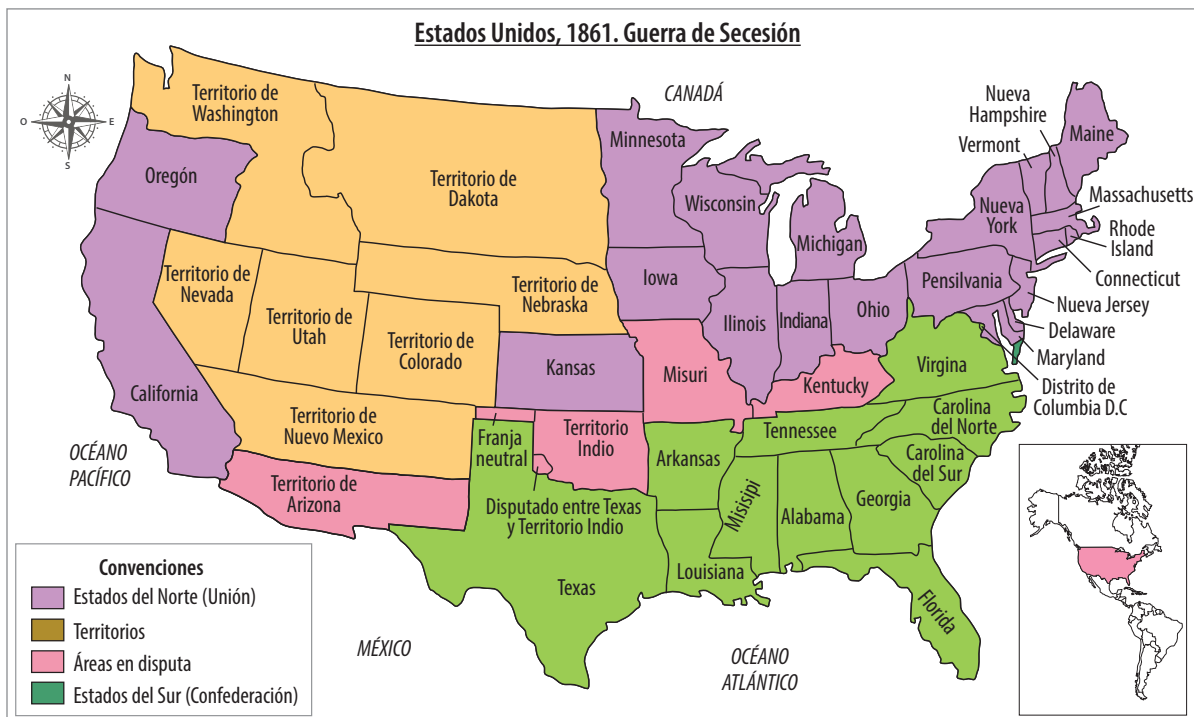 Estados Unidos, 1861. Guerra de Secesión
N
O
E
S
CANADÁ
Territorio de
Washington
Oregón
Territorio de
Dakota
Minnesota
Wisconsin
Michigan
Nueva
Hampshire
Vermont
Maine
Massachusetts
Nueva
York
Rhode
Island
Connecticut
Pensilvania
Nueva Jersey
Delaware
Maryland
Distrito de
Columbia D.C
Territorio de
Nevada
Territorio de
Utah
Territorio de
Nebraska
Territorio de
Colorado
Iowa
Ilinois
Indiana
Ohio
Kansas
Misuri
Kentucky
Virgina
California
Territorio de
Nuevo Mexico
Franja
neutral
Territorio
Indio
Arkansas
Tennessee
Carolina
del Norte
Carolina
del Sur
OCÉANO
PACÍFICO
Territorio de
Arizona
Disputado entre Texas
y Territorio Indio
Misisipi
Alabama
Georgia
Texas
Louisiana
Florida
MÉXICO
OCÉANO
ATLÁNTICO
Convenciones
Estados del Norte (Unión)
Territorios
Áreas en disputa
Estados del Sur (Confederación)